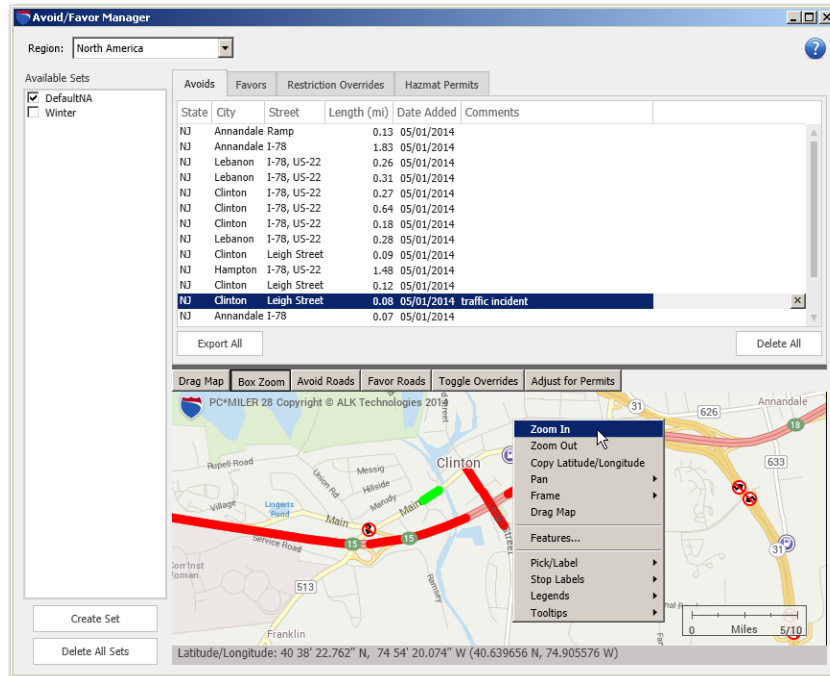 Avoid/Favor Manager
Region: North America
Available Sets
DefaultNA
Winter
Avoids Favors Restriction Overrides Hazmat Permits
State City Street Length (mi) Date Added Comments
NJ Annandale Ramp 0.13 05/01/2014
NJ Annandale I-78 1.83 05/01/2014
NJ Lebanon I-78, US-22 0.26 05/01/2014
NJ Lebanon I-78, US-22 0.31 05/01/2014
NJ Clinton I-78, US-22 0.27 05/01/2014
NJ Clinton I-78, US-22 0.64 05/01/2014
NJ Clinton I-78, US-22 0.18 05/01/2014
NJ Lebanon I-78, US-22 0.28 05/01/2014
NJ Clinton Leigh Street 0.09 05/01/2014
NJ Hampton I-78, US-22 1.48 05/01/2014
NJ Clinton Leigh Street 0.12 05/01/2014
NJ Clinton Leigh Street 0.08 05/01/2014 traffic incident
NJ Annandale I-78 0.07 05/01/2014
Export All Delete All
Drag Map Box Zoom Avoid Roads Favor Roads Toggle Overrides Adjust for Permits
PC*MILER 28 Copyright © ALK Technologies 2014
Street
31
626
Annandale
18
Zoom In
Zoom Out
Copy Latitude/Longitude
Pan
Frame
Drag Map
Features...
Pick/Label
Stop Labels
Legends
Tooltips
Clinton
633
Rupell Road
Messig
Union Rd
Hillside
Village
Lingerts Pond
Marudy
Main
Main
Service Road
15
15
Street
31
Corr Inst
513
Ramsey
Franklin
0 Miles 5/10
Create Set
Delete All Sets
Latitude/Longitude: 40 38' 22.762" N, 74 54' 20.074" W (40.639656 N, 74.905576 W)